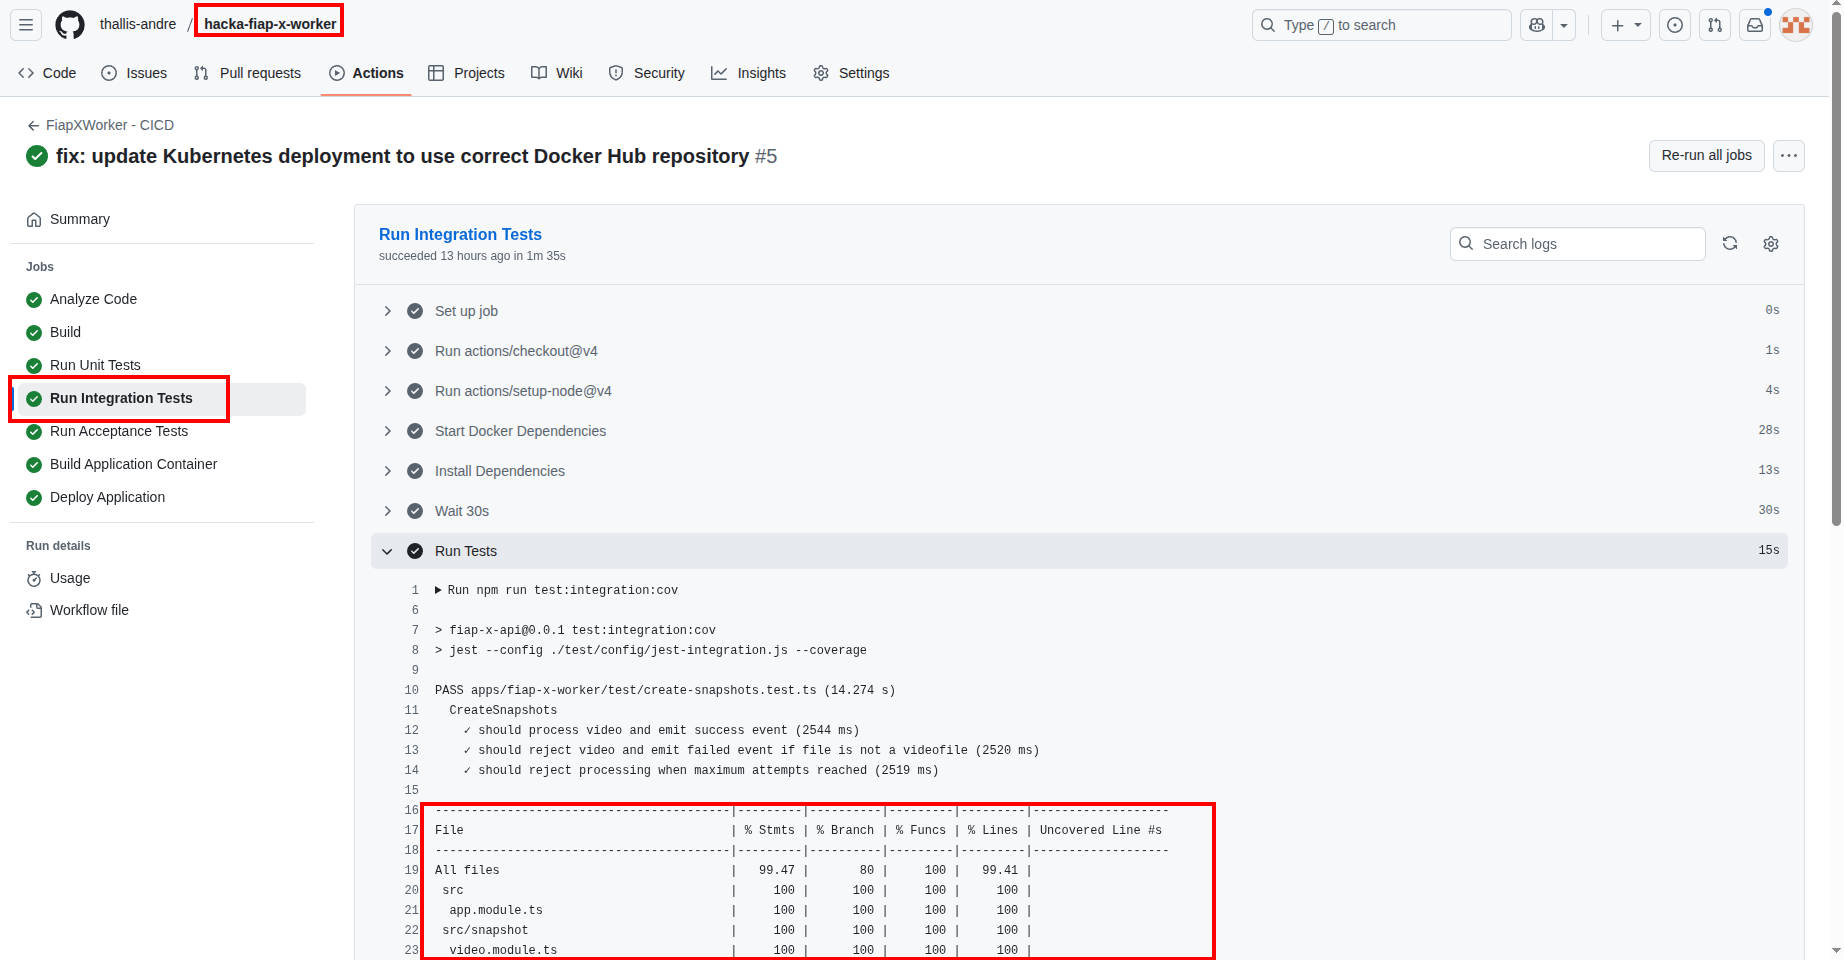 thallis-andre / hacka-fiap-x-worker
Type / to search
Code Issues Pull requests Actions Projects Wiki Security Insights Settings
FiapXWorker - CICD
fix: update Kubernetes deployment to use correct Docker Hub repository #5
Re-run all jobs
Summary
Jobs
Analyze Code
Build
Run Unit Tests
Run Integration Tests
Run Acceptance Tests
Build Application Container
Deploy Application
Run details
Usage
Workflow file
Run Integration Tests
succeeded 13 hours ago in 1m 35s
Search logs
Set up job 0s
Run actions/checkout@v4 1s
Run actions/setup-node@v4 4s
Start Docker Dependencies 28s
Install Dependencies 13s
Wait 30s 30s
Run Tests 15s
1 ▶ Run npm run test:integration:cov
6
7 > fiap-x-api@0.0.1 test:integration:cov
8 > jest --config ./test/config/jest-integration.js --coverage
9
10 PASS apps/fiap-x-worker/test/create-snapshots.test.ts (14.274 s)
11 CreateSnapshots
12 ✓ should process video and emit success event (2544 ms)
13 ✓ should reject video and emit failed event if file is not a videofile (2520 ms)
14 ✓ should reject processing when maximum attempts reached (2519 ms)
15
16 -----------------------------------------|---------|----------|---------|---------|-------------------
17 File | % Stmts | % Branch | % Funcs | % Lines | Uncovered Line #s
18 -----------------------------------------|---------|----------|---------|---------|-------------------
19 All files | 99.47 | 80 | 100 | 99.41 |
20 src | 100 | 100 | 100 | 100 |
21 app.module.ts | 100 | 100 | 100 | 100 |
22 src/snapshot | 100 | 100 | 100 | 100 |
23 video.module.ts | 100 | 100 | 100 | 100 |